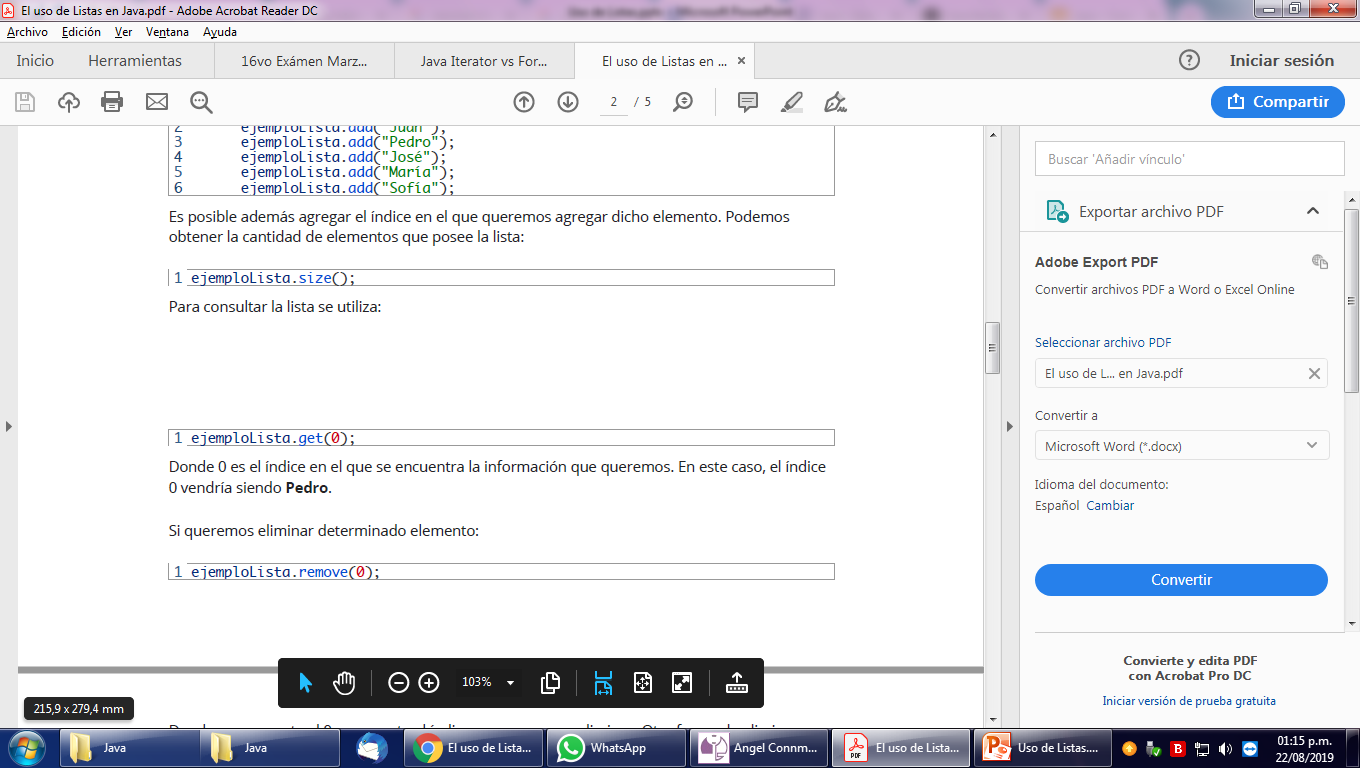 El uso de Listas en Java.pdf - Adobe Acrobat Reader DC
Archivo Edición Ver Ventana Ayuda
Inicio Herramientas 16vo Exámen Marz... Java Iterator vs For... El uso de Listas en ... × Iniciar sesión
2 / 5 Compartir
2 ejemploLista.add("Juan");
3 ejemploLista.add("Pedro");
4 ejemploLista.add("José");
5 ejemploLista.add("María");
6 ejemploLista.add("Sofía");
Es posible además agregar el índice en el que queremos agregar dicho elemento. Podemos
obtener la cantidad de elementos que posee la lista:
1 ejemploLista.size();
Para consultar la lista se utiliza:
1 ejemploLista.get(0);
Donde 0 es el índice en el que se encuentra la información que queremos. En este caso, el índice
0 vendría siendo Pedro.
Si queremos eliminar determinado elemento:
1 ejemploLista.remove(0);
103%
215,9 x 279,4 mm
Buscar 'Añadir vínculo'
Exportar archivo PDF
Adobe Export PDF
Convertir archivos PDF a Word o Excel Online
Seleccionar archivo PDF
El uso de L... en Java.pdf
Convertir a
Microsoft Word (*.docx)
Idioma del documento:
Español Cambiar
Convertir
Convierte y edita PDF
con Acrobat Pro DC
Iniciar versión de prueba gratuita
Java Java El uso de Lista... WhatsApp Angel Connm... El uso de Lista... Uso de Listas.... 01:15 p.m.
22/08/2019